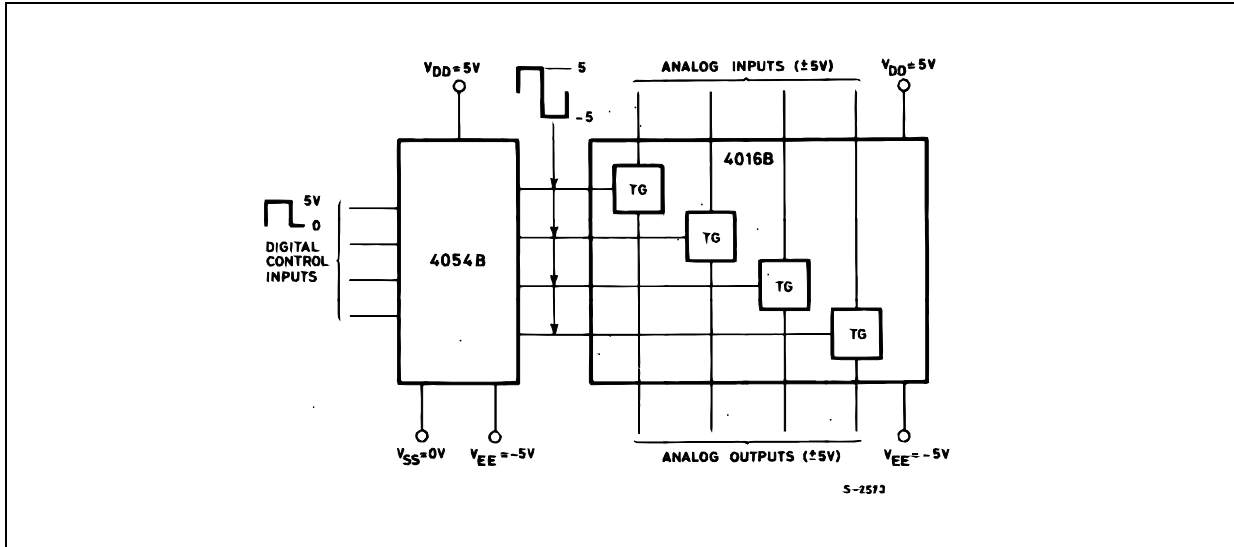 VDD=5V
5
-5
ANALOG INPUTS (±5V)
VDD=5V
4016B
TG
TG
TG
TG
5V
0
DIGITAL
CONTROL
INPUTS
4054B
VSS=0V
VEE=-5V
ANALOG OUTPUTS (±5V)
VEE=-5V
S-2573